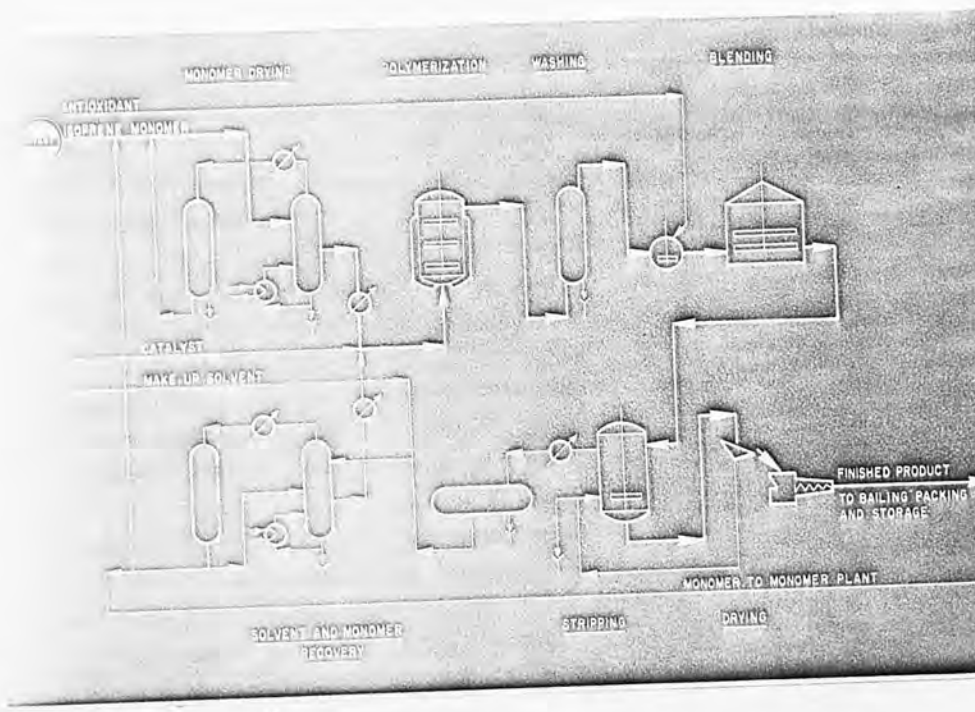 MONOMER DRYING
POLYMERIZATION
WASHING
BLENDING
ANTIOXIDANT
ISOPRENE MONOMER
CATALYST
MAKE-UP SOLVENT
FINISHED PRODUCT
TO BAILING PACKING
AND STORAGE
MONOMER TO MONOMER PLANT
SOLVENT AND MONOMER
RECOVERY
STRIPPING
DRYING